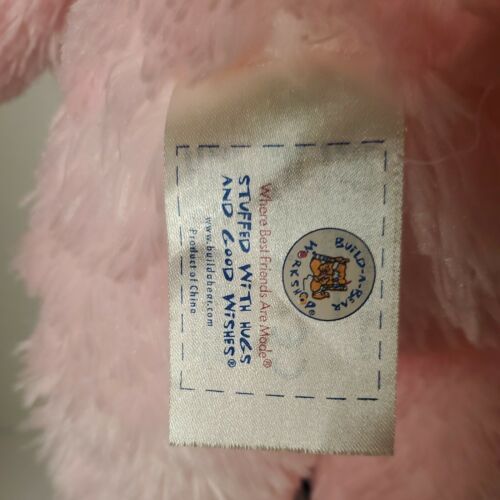 BUILD-A-BEAR
WORKSHOP
Where Best Friends Are Made®
STUFFED WITH HUGS
AND GOOD WISHES®
www.buildabear.com
Product of China